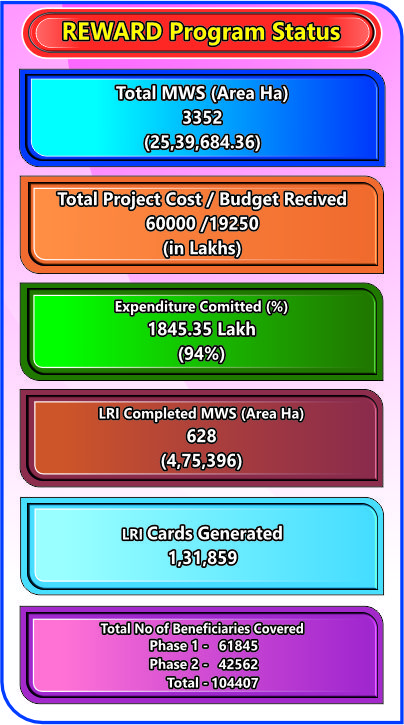 REWARD Program Status
Total MWS (Area Ha)
3352
(25,39,684.36)
Total Project Cost / Budget Recived
60000 /19250
(in Lakhs)
Expenditure Comitted (%)
1845.35 Lakh
(94%)
LRI Completed MWS (Area Ha)
628
(4,75,396)
LRI Cards Generated
1,31,859
Total No of Beneficiaries Covered
Phase 1 - 61845
Phase 2 - 42562
Total - 104407